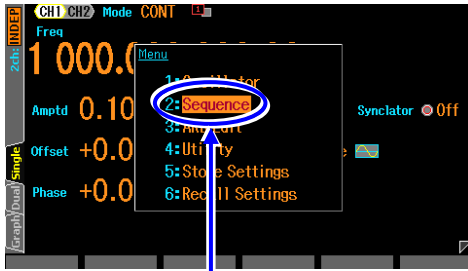 CH1 CH2 Mode CONT 1
2ch: INDEP
Freq
1 000.0
Menu
1:Oscillator
2:Sequence
3:Arb Edit
4:Utility
5:Store Settings
6:Recall Settings
Amptd 0.10
Synclator Off
Offset +0.0
Phase +0.0
Single
Dual
Graph